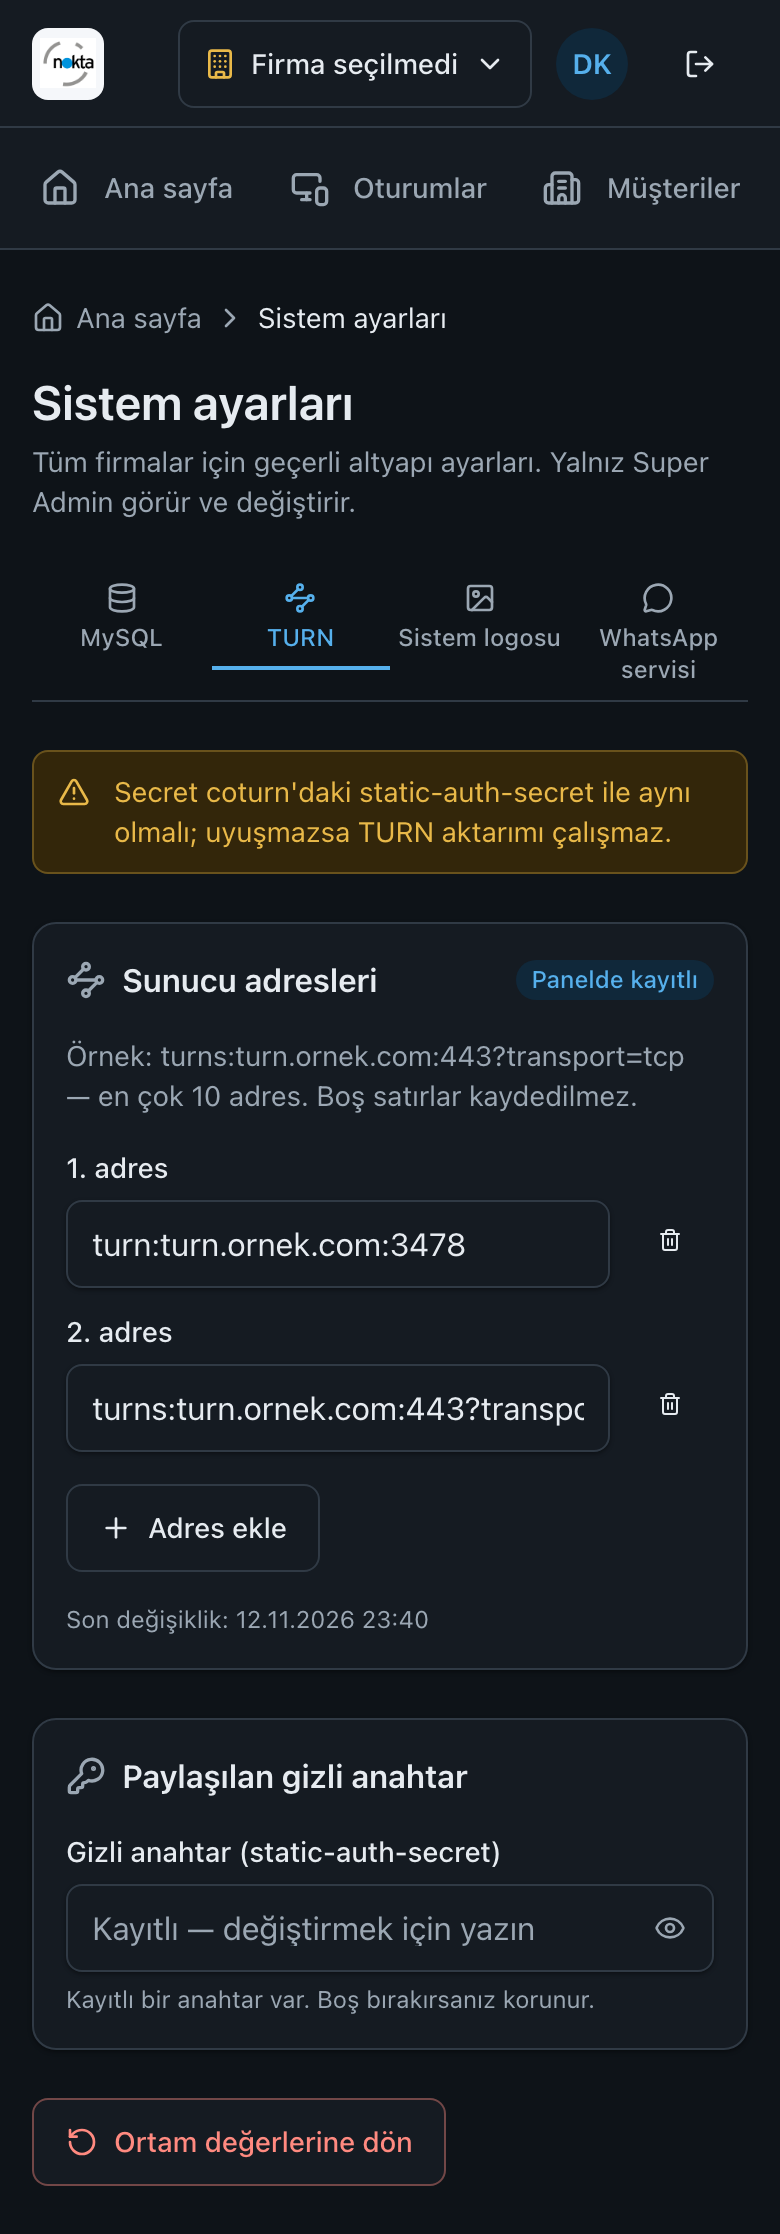 nokta
Firma seçilmedi
DK
Ana sayfa
Oturumlar
Müşteriler
Ana sayfa
Sistem ayarları
Sistem ayarları
Tüm firmalar için geçerli altyapı ayarları. Yalnız Super
Admin görür ve değiştirir.
MySQL
TURN
Sistem logosu
WhatsApp
servisi
Secret coturn'daki static-auth-secret ile aynı
olmalı; uyuşmazsa TURN aktarımı çalışmaz.
Sunucu adresleri
Panelde kayıtlı
Örnek: turns:turn.ornek.com:443?transport=tcp
— en çok 10 adres. Boş satırlar kaydedilmez.
1. adres
turn:turn.ornek.com:3478
2. adres
turns:turn.ornek.com:443?transpo
Adres ekle
Son değişiklik: 12.11.2026 23:40
Paylaşılan gizli anahtar
Gizli anahtar (static-auth-secret)
Kayıtlı — değiştirmek için yazın
Kayıtlı bir anahtar var. Boş bırakırsanız korunur.
Ortam değerlerine dön